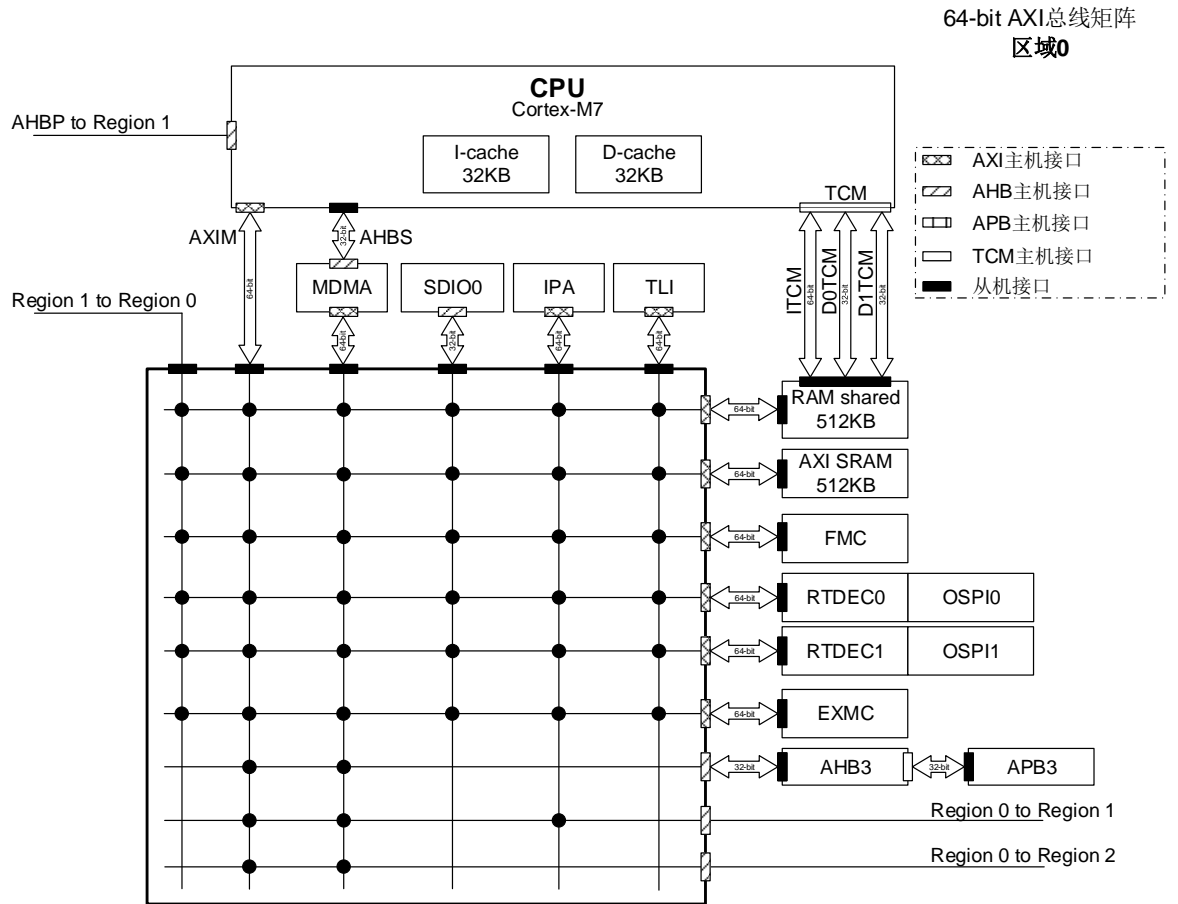 64-bit AXI总线矩阵
区域0
CPU
Cortex-M7
AHBP to Region 1
I-cache
32KB
D-cache
32KB
TCM
AXI主机接口
AHB主机接口
APB主机接口
TCM主机接口
从机接口
AXIM
64-bit
32-bit
AHBS
ITCM
64-bit
D0TCM
32-bit
D1TCM
32-bit
MDMA
SDIO0
IPA
TLI
Region 1 to Region 0
64-bit
32-bit
64-bit
64-bit
64-bit
RAM shared
512KB
64-bit
AXI SRAM
512KB
64-bit
FMC
64-bit
RTDEC0
OSPI0
64-bit
RTDEC1
OSPI1
64-bit
EXMC
32-bit
AHB3
32-bit
APB3
Region 0 to Region 1
Region 0 to Region 2